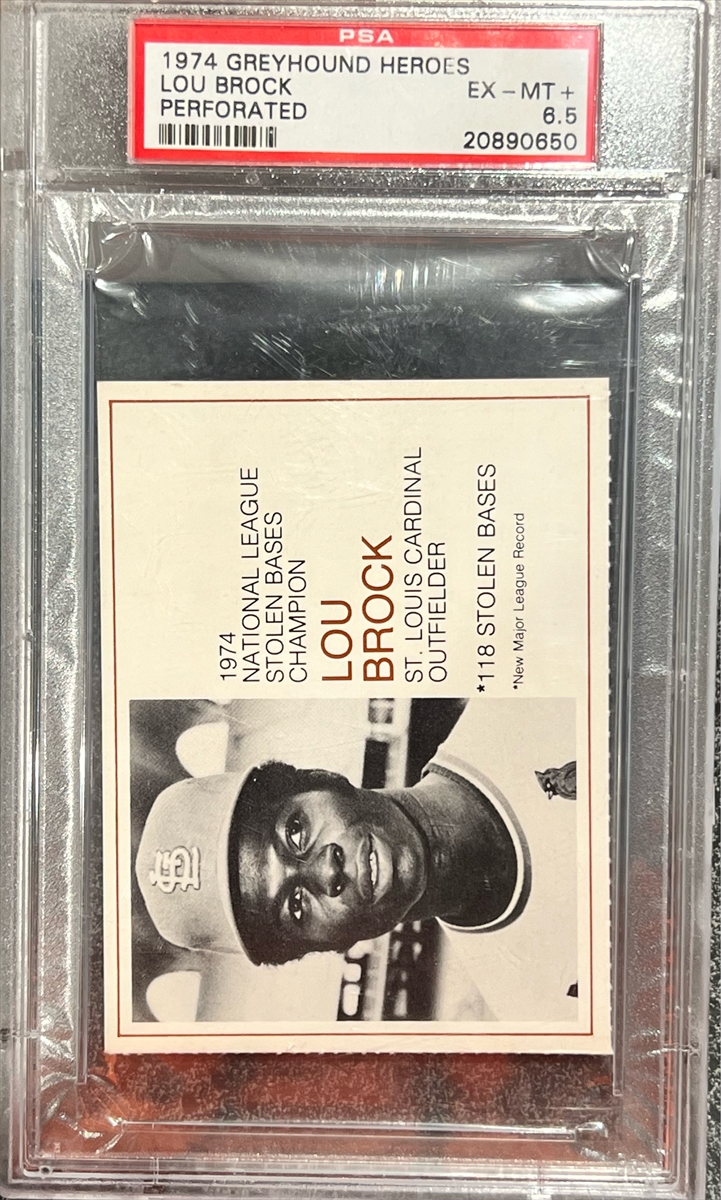 PSA
1974 GREYHOUND HEROES
LOU BROCK EX - MT +
PERFORATED 6.5
20890650
1974
NATIONAL LEAGUE
STOLEN BASES
CHAMPION
LOU
BROCK
ST. LOUIS CARDINAL
OUTFIELDER
*118 STOLEN BASES
*New Major League Record
STL